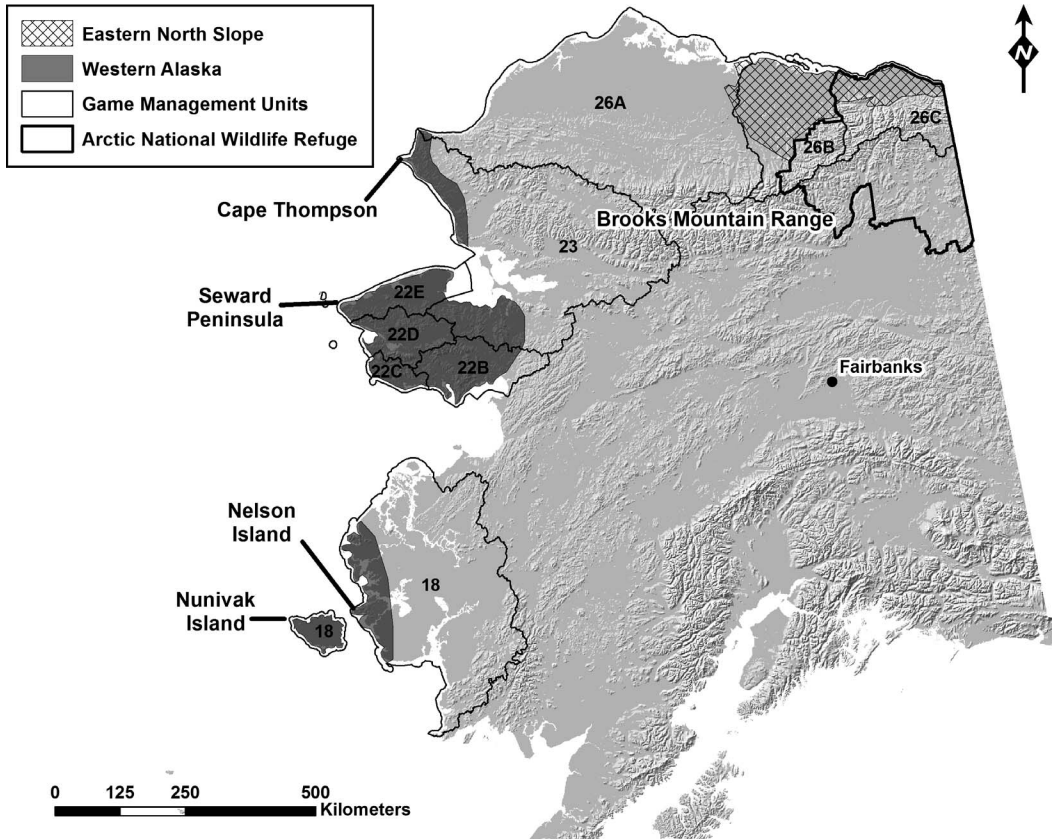 Eastern North Slope
Western Alaska
Game Management Units
Arctic National Wildlife Refuge
N
26A
26C
26B
Cape Thompson
Brooks Mountain Range
23
Seward
Peninsula
22E
22D
22C
22B
Fairbanks
Nelson
Island
18
Nunivak
Island
18
0 125 250 500
Kilometers